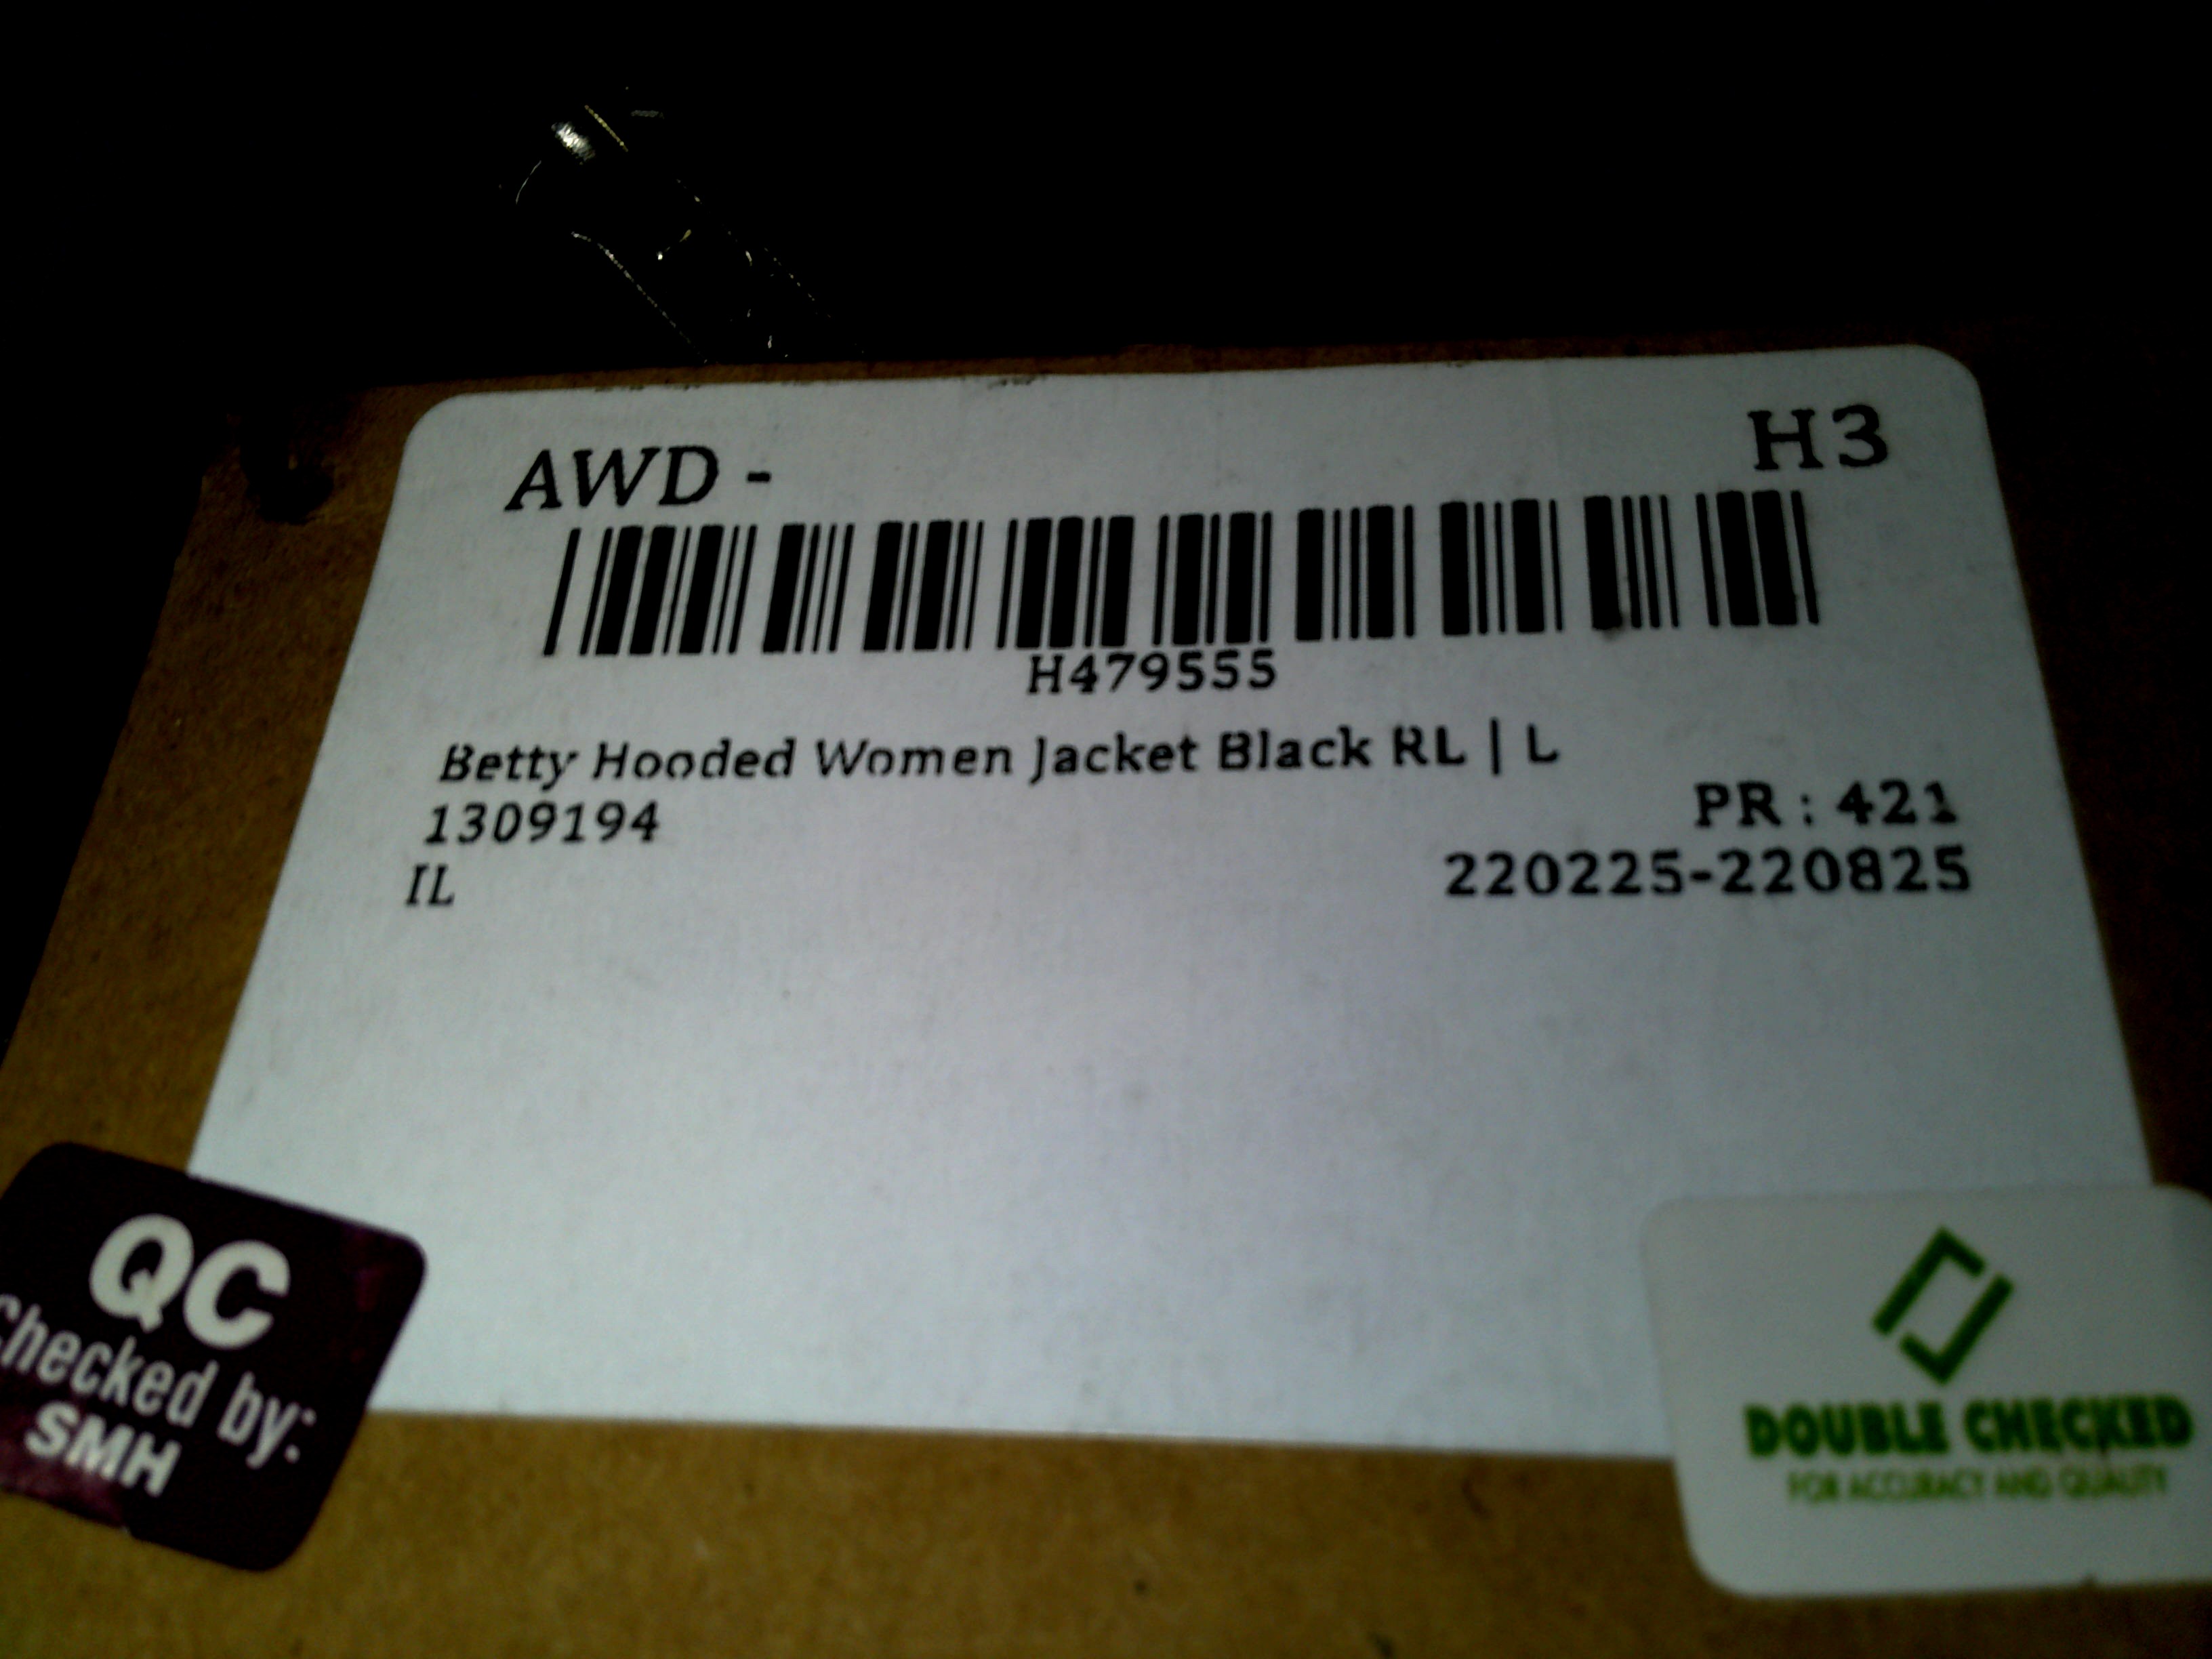 AWD - H3
H479555
Betty Hooded Women Jacket Black RL | L
1309194 PR : 421
IL 220225-220825
QC
Checked by:
SMH
DOUBLE CHECKED
FOR ACCURACY AND QUALITY